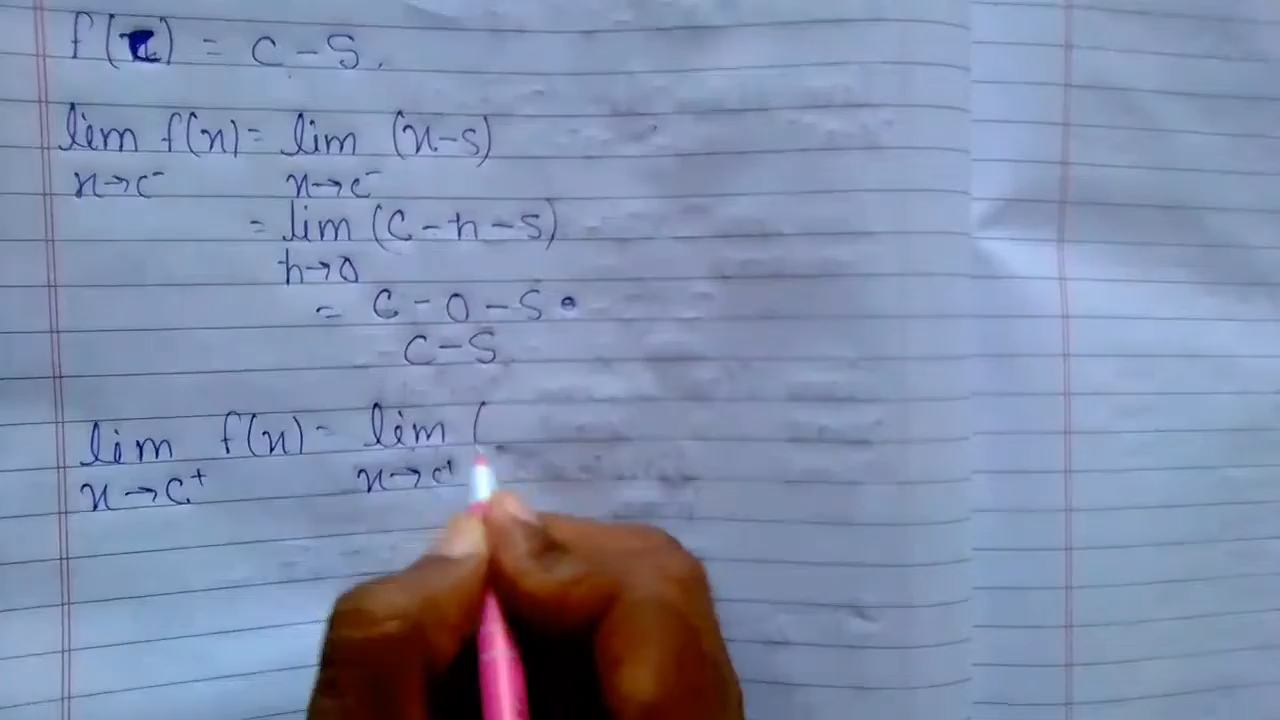 f(c) = c - 5.
lim f(x) = lim (x-5)
x→c⁻ x→c⁻
= lim (c - h - 5)
h→0
= c - 0 - 5
c - 5
lim f(x) = lim (
x→c⁺ x→c⁺